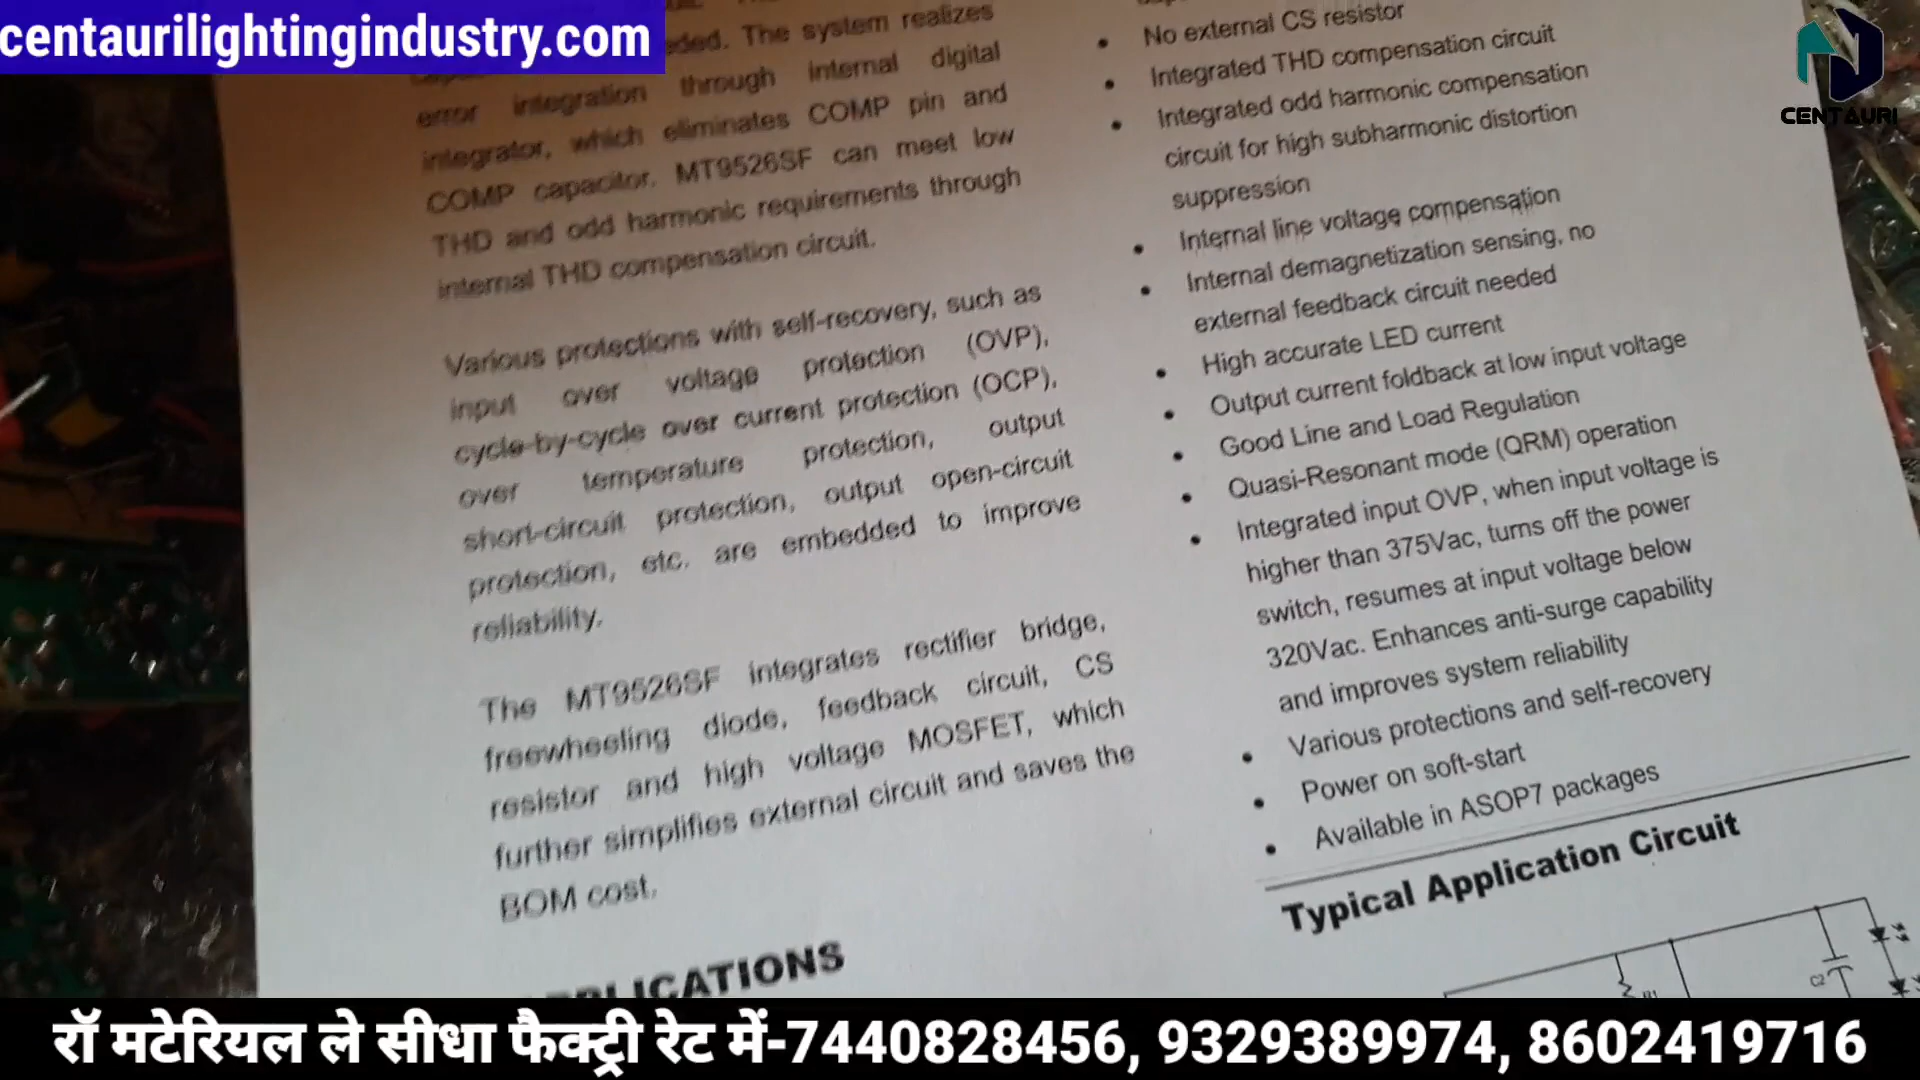 centaurilightingindustry.com
CENTAURI
The system realizes
error integration through internal digital
integrator, which eliminates COMP pin and
COMP capacitor. MT9526SF can meet low
THD and odd harmonic requirements through
internal THD compensation circuit.
Various protections with self-recovery, such as
input over voltage protection (OVP),
cycle-by-cycle over current protection (OCP),
over temperature protection, output
short-circuit protection, output open-circuit
protection, etc. are embedded to improve
reliability.
The MT9526SF integrates rectifier bridge,
freewheeling diode, feedback circuit, CS
resistor and high voltage MOSFET, which
further simplifies external circuit and saves the
BOM cost.
APPLICATIONS
• No external CS resistor
• Integrated THD compensation circuit
• Integrated odd harmonic compensation
circuit for high subharmonic distortion
suppression
• Internal line voltage compensation
• Internal demagnetization sensing, no
external feedback circuit needed
• High accurate LED current
• Output current foldback at low input voltage
• Good Line and Load Regulation
• Quasi-Resonant mode (QRM) operation
• Integrated input OVP, when input voltage is
higher than 375Vac, turns off the power
switch, resumes at input voltage below
320Vac. Enhances anti-surge capability
and improves system reliability
• Various protections and self-recovery
• Power on soft-start
• Available in ASOP7 packages
Typical Application Circuit
C2
रॉ मटेरियल ले सीधा फैक्ट्री रेट में-7440828456, 9329389974, 8602419716